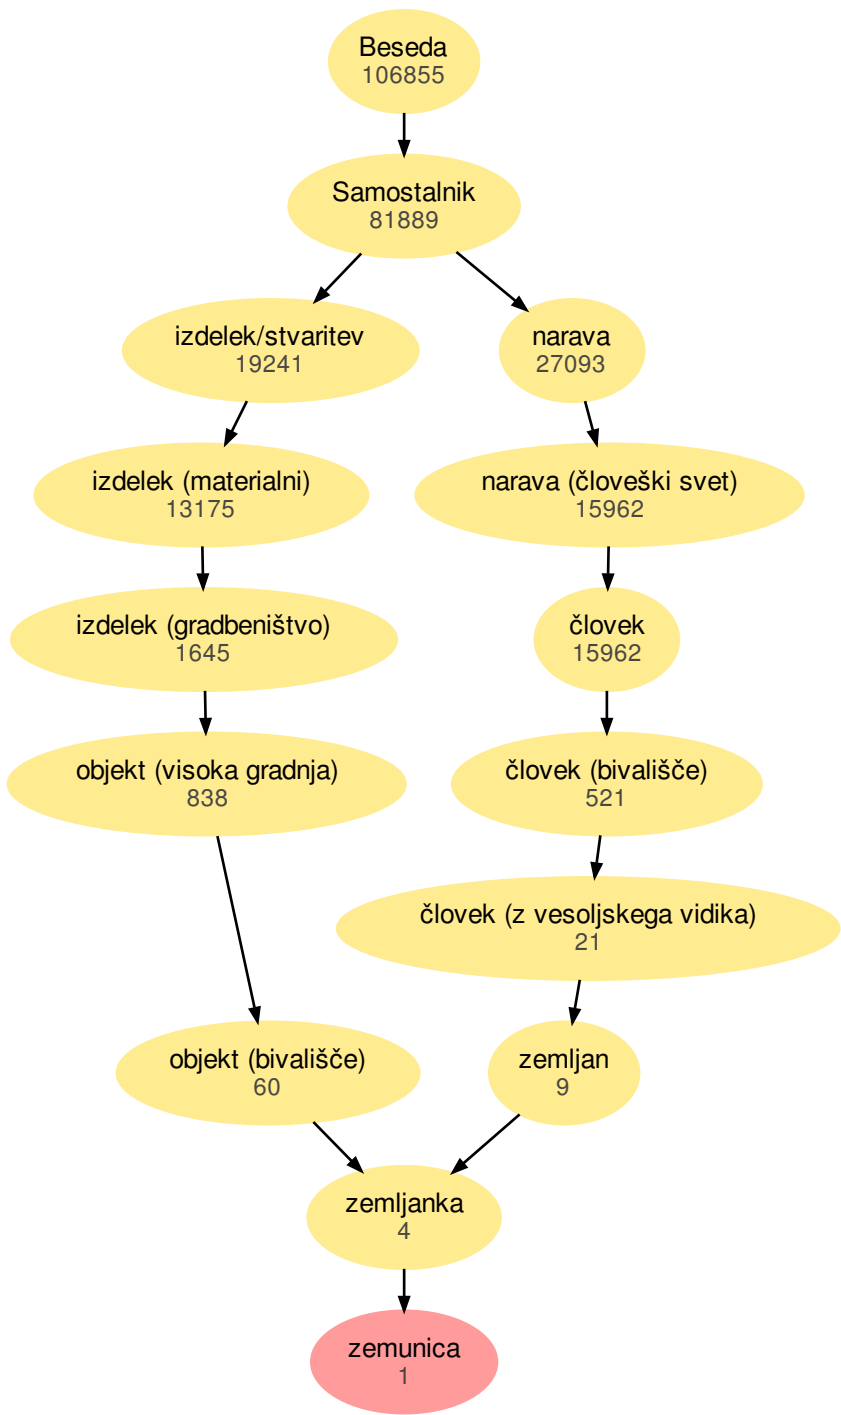 Beseda
106855
Samostalnik
81889
izdelek/stvaritev
19241
narava
27093
izdelek (materialni)
13175
narava (človeški svet)
15962
izdelek (gradbeništvo)
1645
človek
15962
objekt (visoka gradnja)
838
človek (bivališče)
521
človek (z vesoljskega vidika)
21
objekt (bivališče)
60
zemljan
9
zemljanka
4
zemunica
1